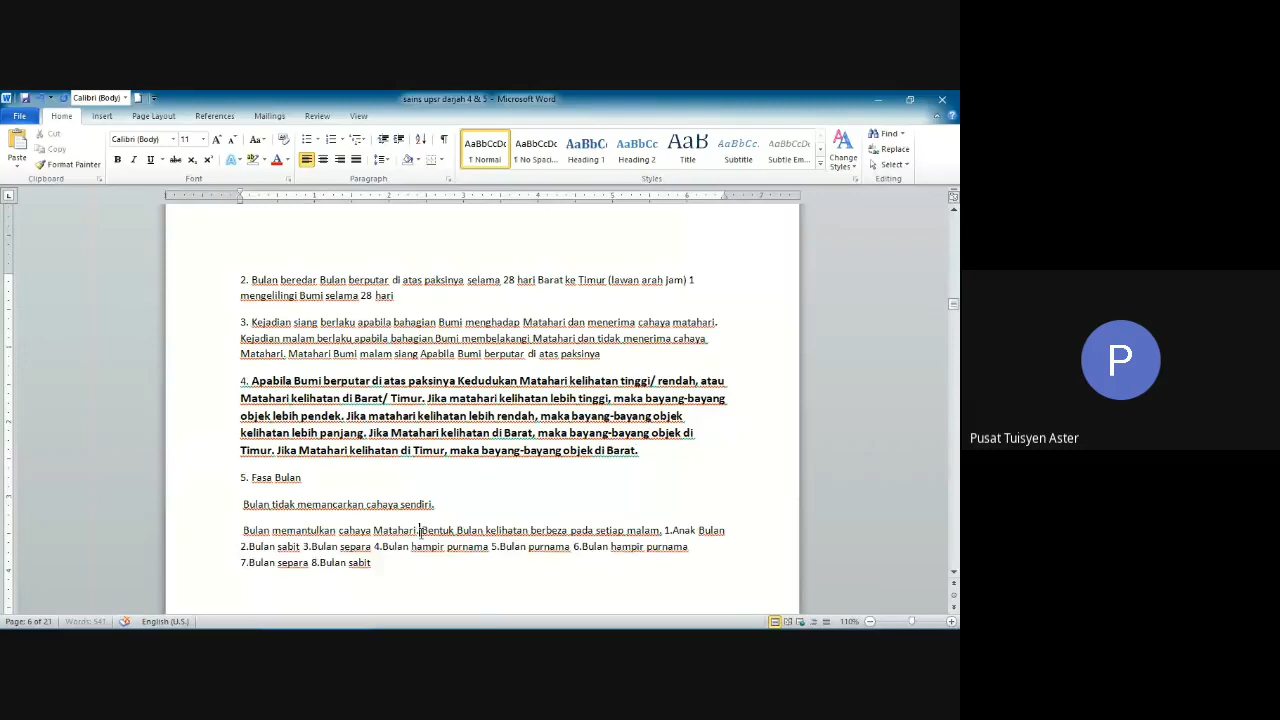 Calibri (Body)
sains upsr darjah 4 & 5 - Microsoft Word
File Home Insert Page Layout References Mailings Review View
Paste
Cut
Copy
Format Painter
Clipboard
Calibri (Body) 11
Font
Paragraph
AaBbCcDc AaBbCcDc AaBbC AaBbCc AaB AaBbCc. AaBbCcDc
¶ Normal ¶ No Spaci... Heading 1 Heading 2 Title Subtitle Subtle Em...
Styles
Change Styles
Find
Replace
Select
Editing
2. Bulan beredar Bulan berputar di atas paksinya selama 28 hari Barat ke Timur (lawan arah jam) 1
mengelilingi Bumi selama 28 hari
3. Kejadian siang berlaku apabila bahagian Bumi menghadap Matahari dan menerima cahaya matahari.
Kejadian malam berlaku apabila bahagian Bumi membelakangi Matahari dan tidak menerima cahaya
Matahari. Matahari Bumi malam siang Apabila Bumi berputar di atas paksinya
4. Apabila Bumi berputar di atas paksinya Kedudukan Matahari kelihatan tinggi/ rendah, atau
Matahari kelihatan di Barat/ Timur. Jika matahari kelihatan lebih tinggi, maka bayang-bayang
objek lebih pendek. Jika matahari kelihatan lebih rendah, maka bayang-bayang objek
kelihatan lebih panjang. Jika Matahari kelihatan di Barat, maka bayang-bayang objek di
Timur. Jika Matahari kelihatan di Timur, maka bayang-bayang objek di Barat.
5. Fasa Bulan
Bulan tidak memancarkan cahaya sendiri.
Bulan memantulkan cahaya Matahari. Bentuk Bulan kelihatan berbeza pada setiap malam. 1.Anak Bulan
2.Bulan sabit 3.Bulan separa 4.Bulan hampir purnama 5.Bulan purnama 6.Bulan hampir purnama
7.Bulan separa 8.Bulan sabit
Page: 6 of 21 Words: 541 English (U.S.) 110%
P
Pusat Tuisyen Aster